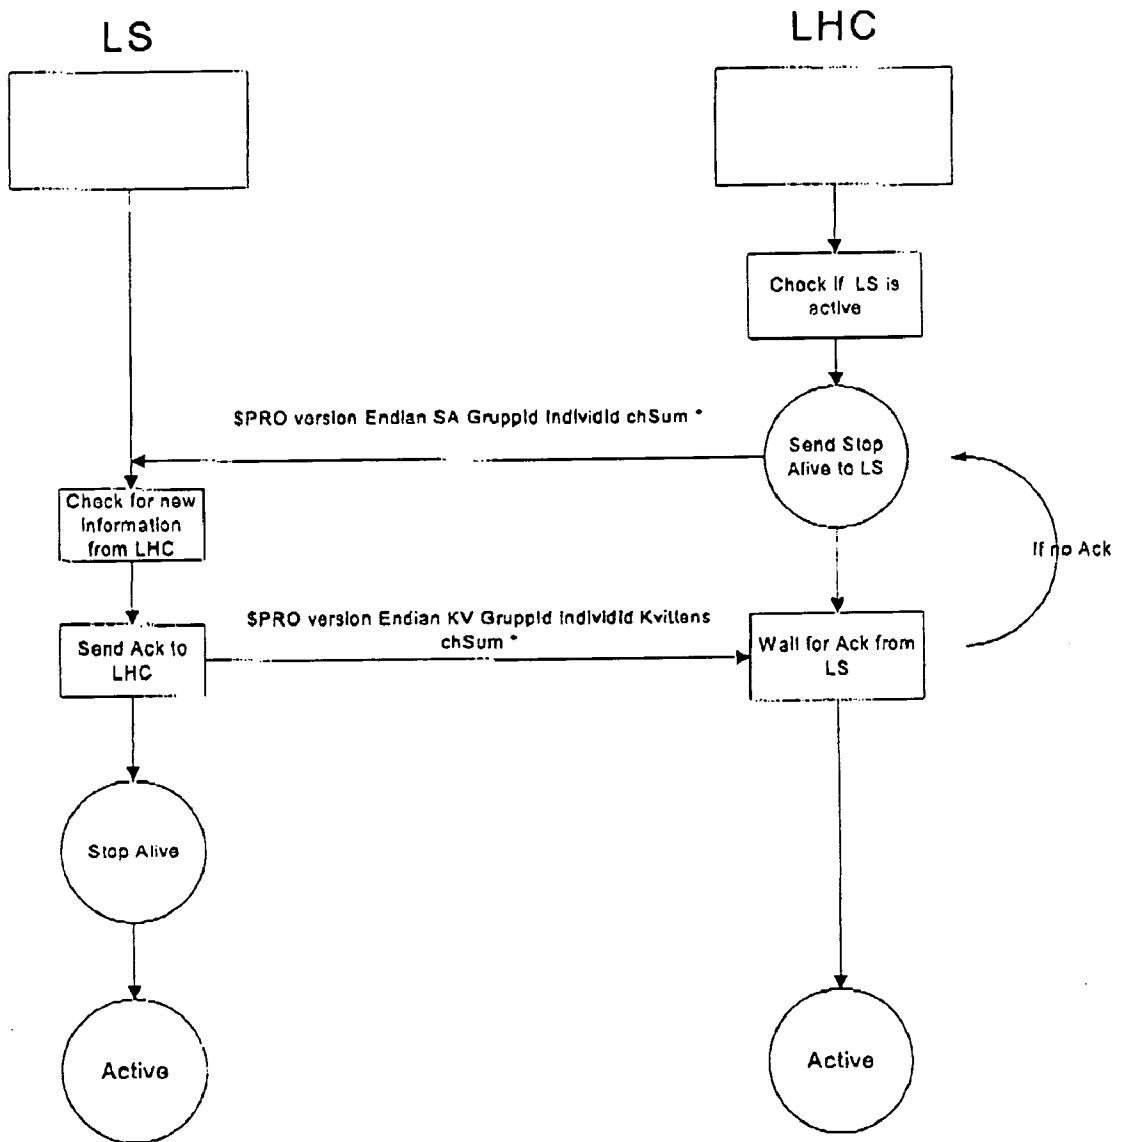 LS
LHC
Check if LS is
active
$PRO version Endian SA GruppId IndividId chSum *
Send Stop
Alive to LS
Check for new
Information
from LHC
If no Ack
$PRO version Endian KV GruppId IndividId Kvittens
chSum *
Send Ack to
LHC
Wait for Ack from
LS
Stop Alive
Active
Active